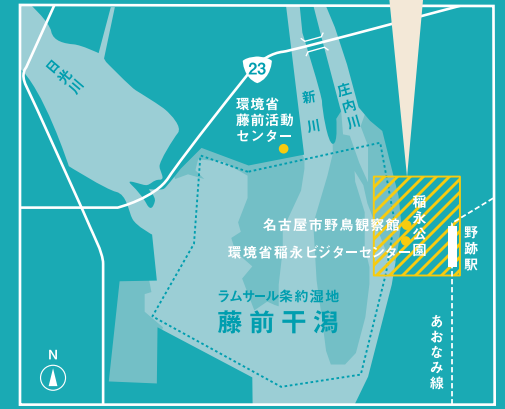 日光川
23
環境省
藤前活動
センター
新川
庄内川
稲永公園
名古屋市野鳥観察館
環境省稲永ビジターセンター
野跡駅
ラムサール条約湿地
藤前干潟
あおなみ線
N